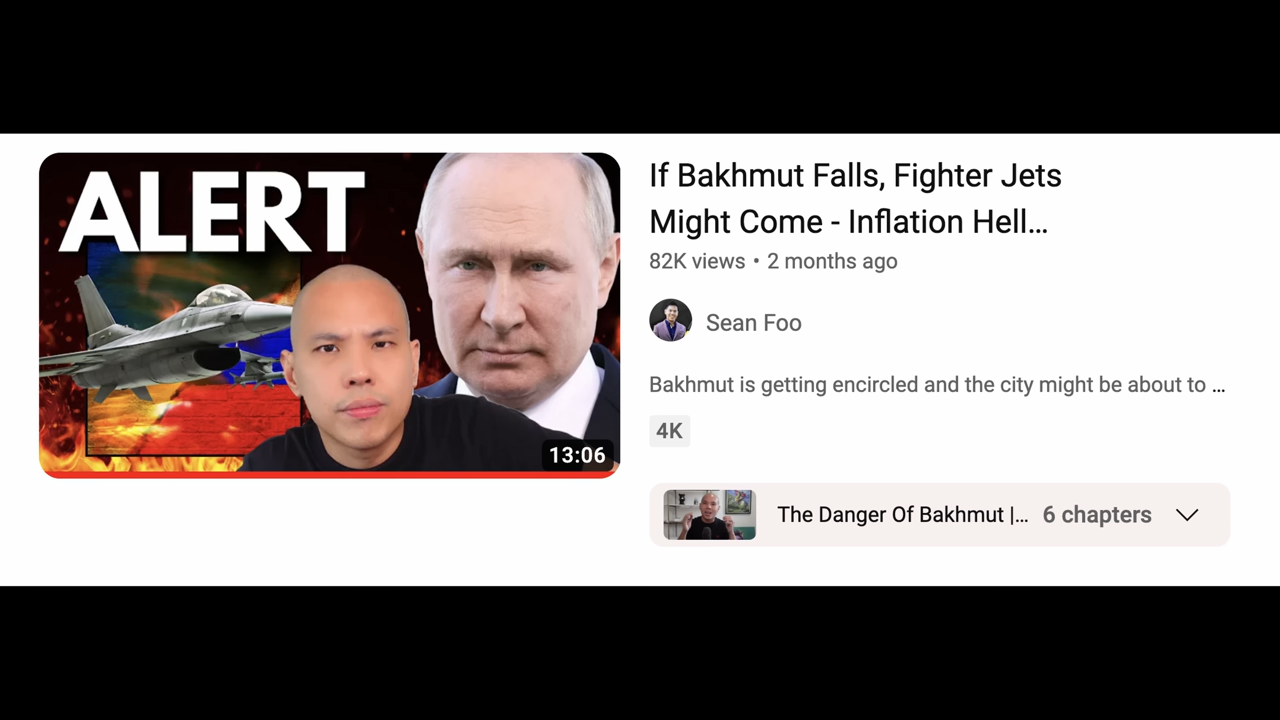 ALERT
13:06
If Bakhmut Falls, Fighter Jets
Might Come - Inflation Hell...
82K views • 2 months ago
Sean Foo
Bakhmut is getting encircled and the city might be about to ...
4K
The Danger Of Bakhmut |... 6 chapters